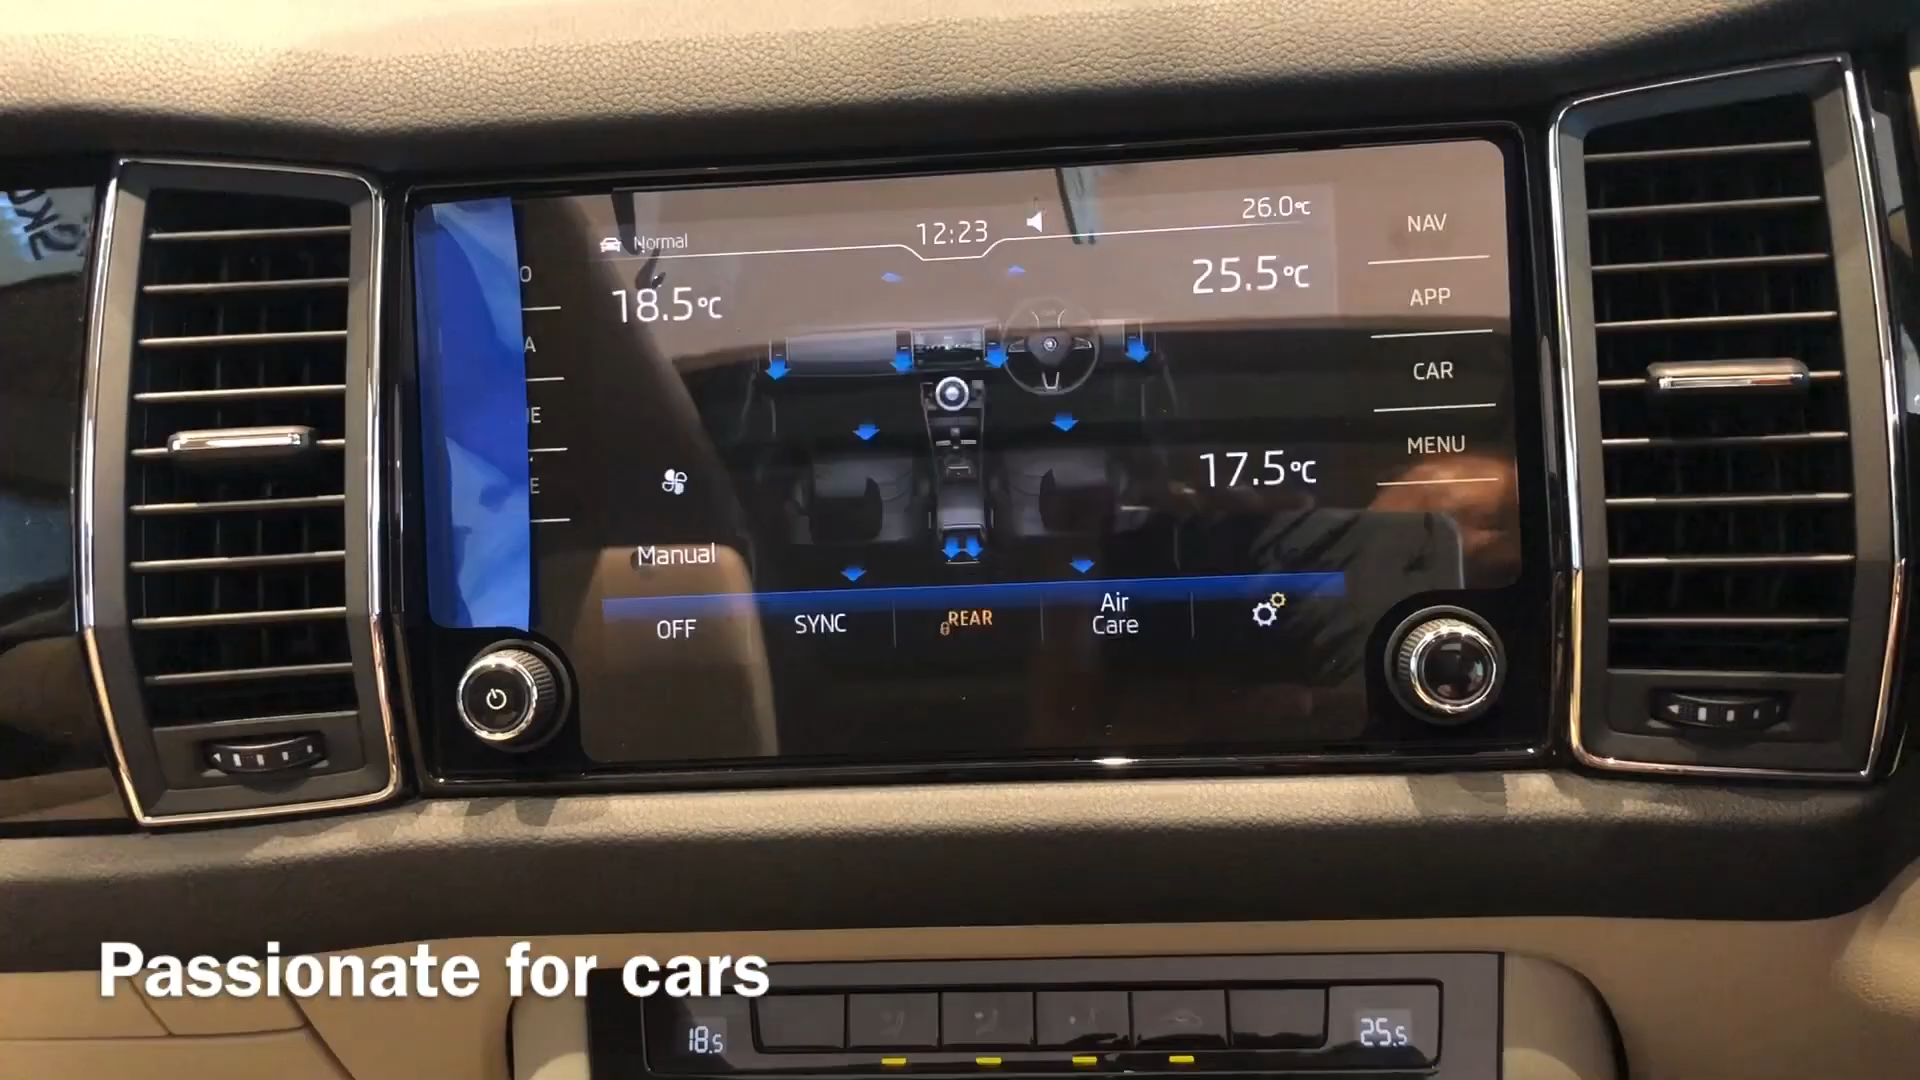 Normal
12:23
26.0°C
18.5°C
25.5°C
NAV
APP
CAR
MENU
17.5°C
Manual
OFF
SYNC
REAR
Air
Care
Passionate for cars
18.5
25.5